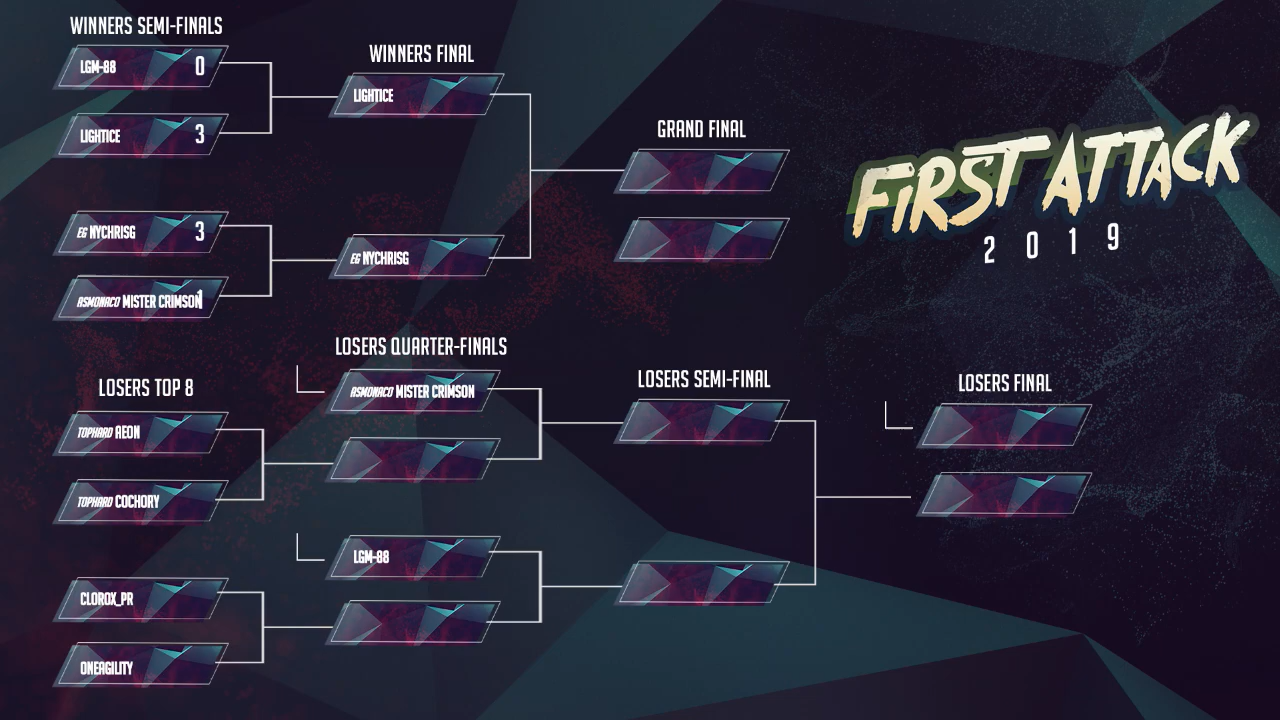 WINNERS SEMI-FINALS
LGM-88 0
LIGHTICE 3
EG NYCHRISG 3
ASMONACO MISTER CRIMSON 1
WINNERS FINAL
LIGHTICE
EG NYCHRISG
GRAND FINAL
FIRST ATTACK
2019
LOSERS TOP 8
TOPHARD AEON
TOPHARD COCHORY
CLOROX_PR
ONEAGILITY
LOSERS QUARTER-FINALS
ASMONACO MISTER CRIMSON
LGM-88
LOSERS SEMI-FINAL
LOSERS FINAL